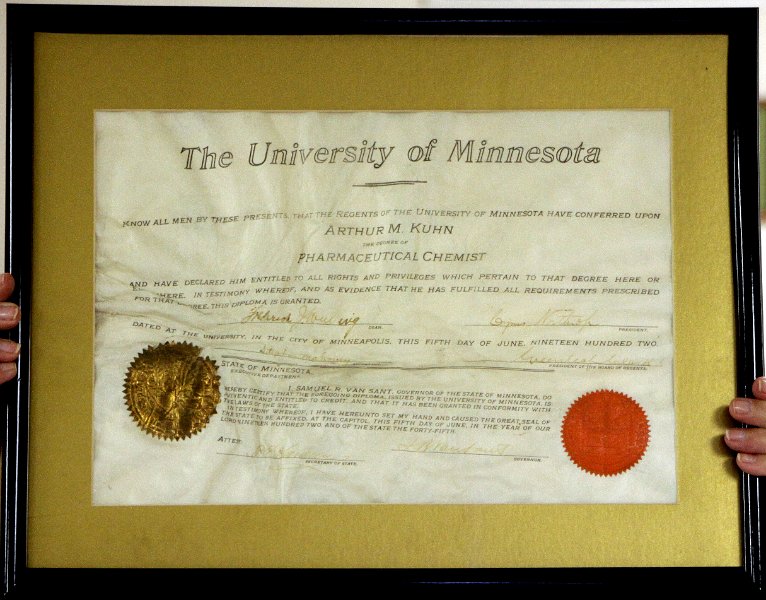 The University of Minnesota
KNOW ALL MEN BY THESE PRESENTS, THAT THE REGENTS OF THE UNIVERSITY OF MINNESOTA HAVE CONFERRED UPON
ARTHUR M. KUHN
THE DEGREE OF
PHARMACEUTICAL CHEMIST
AND HAVE DECLARED HIM ENTITLED TO ALL RIGHTS AND PRIVILEGES WHICH PERTAIN TO THAT DEGREE HERE OR
IN TESTIMONY WHEREOF, AND AS EVIDENCE THAT HE HAS FULFILLED ALL REQUIREMENTS PRESCRIBED
FOR THAT DEGREE, THIS DIPLOMA IS GRANTED.
DEAN. PRESIDENT.
DATED AT THE UNIVERSITY, IN THE CITY OF MINNEAPOLIS, THIS FIFTH DAY OF JUNE, NINETEEN HUNDRED TWO.
PRESIDENT OF THE BOARD OF REGENTS.
STATE OF MINNESOTA.
EXECUTIVE DEPARTMENT.
I, SAMUEL R. VAN SANT, GOVERNOR OF THE STATE OF MINNESOTA, DO
HEREBY CERTIFY THAT THE FOREGOING DIPLOMA, ISSUED BY THE UNIVERSITY OF MINNESOTA, IS
AUTHENTIC AND ENTITLED TO CREDIT, AND THAT IT HAS BEEN GRANTED IN CONFORMITY WITH
THE LAWS OF THE STATE.
IN TESTIMONY WHEREOF, I HAVE HEREUNTO SET MY HAND AND CAUSED THE GREAT SEAL OF
THE STATE TO BE AFFIXED, AT THE CAPITOL, THIS FIFTH DAY OF JUNE, IN THE YEAR OF OUR
LORD NINETEEN HUNDRED TWO, AND OF THE STATE THE FORTY-FIFTH.
ATTEST
SECRETARY OF STATE. GOVERNOR.